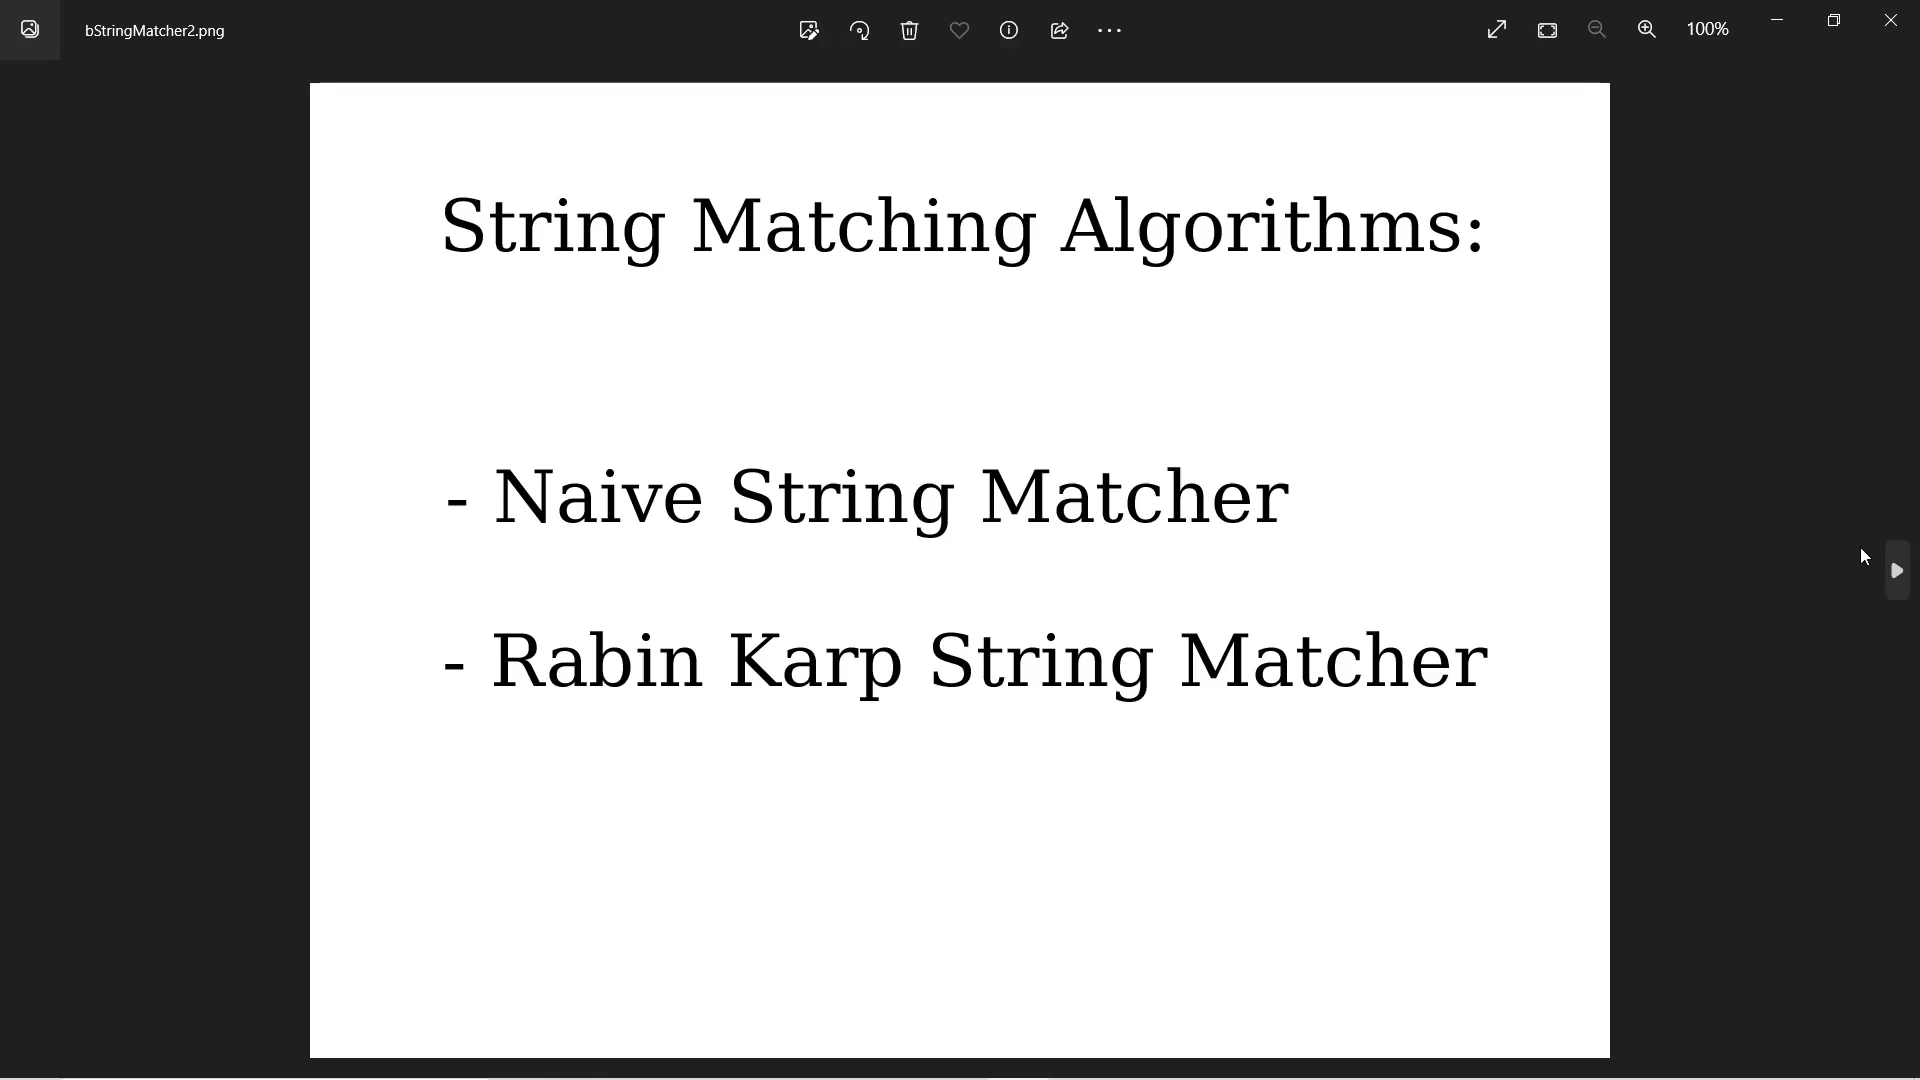 bStringMatcher2.png
100%
String Matching Algorithms:
- Naive String Matcher
- Rabin Karp String Matcher